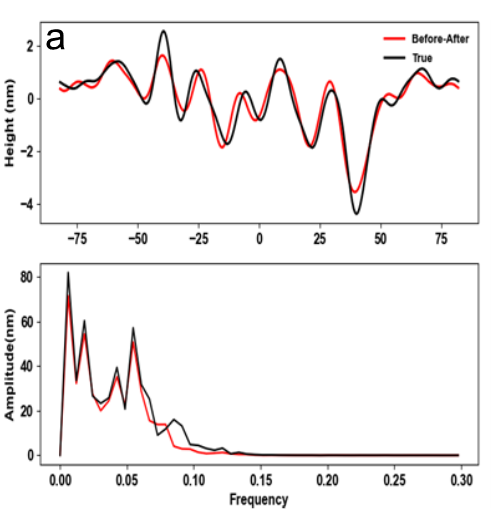 a
Before-After
True
Height (nm)
2
0
−2
−4
−75 −50 −25 0 25 50 75
Amplitude(nm)
80
60
40
20
0
0.00 0.05 0.10 0.15 0.20 0.25 0.30
Frequency